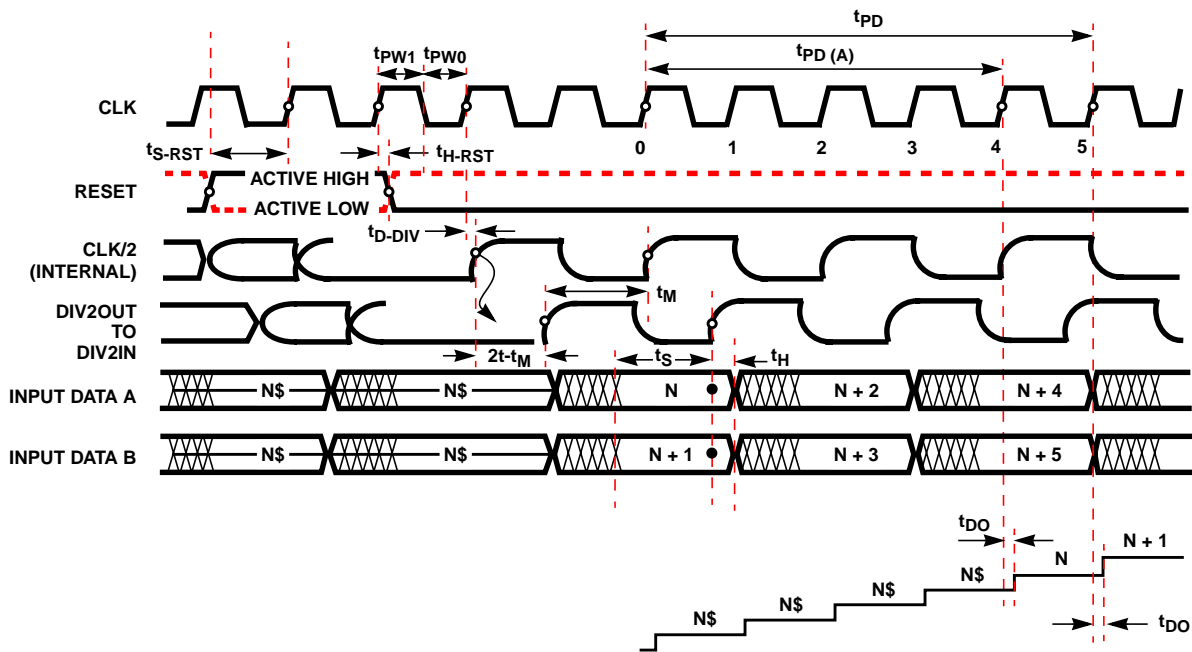 tPD
tPW1 tPW0
tPD (A)
CLK
0 1 2 3 4 5
tS-RST tH-RST
RESET
ACTIVE HIGH
ACTIVE LOW
tD-DIV
CLK/2
(INTERNAL)
tM
DIV2OUT
TO
DIV2IN
2t-tM tS tH
INPUT DATA A N$ N$ N N + 2 N + 4
INPUT DATA B N$ N$ N + 1 N + 3 N + 5
tDO
N$ N$ N$ N$ N N + 1
tDO